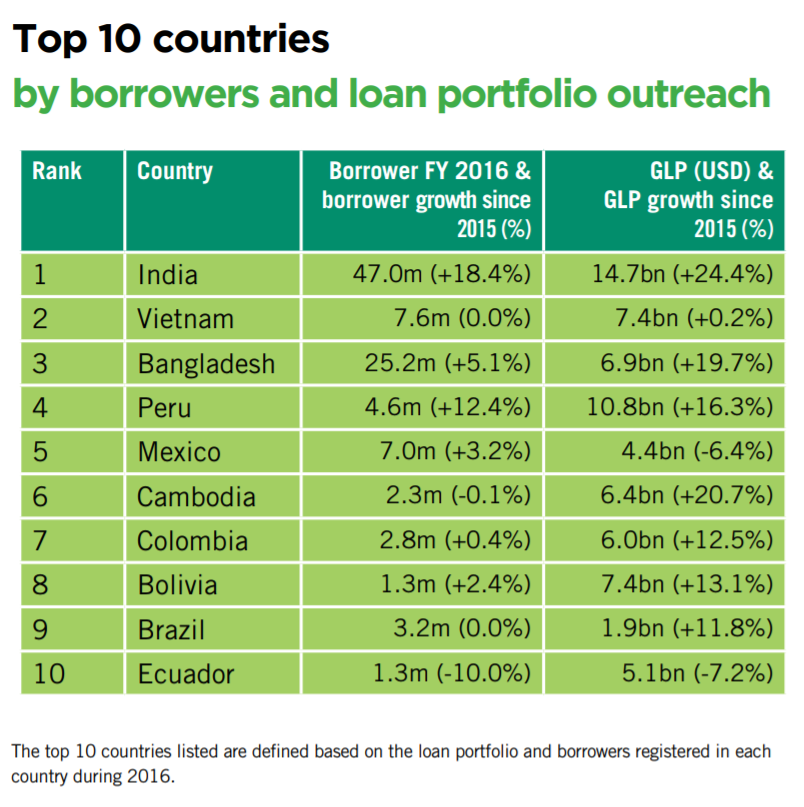 Top 10 countries
by borrowers and loan portfolio outreach
Rank Country Borrower FY 2016 & borrower growth since 2015 (%) GLP (USD) & GLP growth since 2015 (%)
1 India 47.0m (+18.4%) 14.7bn (+24.4%)
2 Vietnam 7.6m (0.0%) 7.4bn (+0.2%)
3 Bangladesh 25.2m (+5.1%) 6.9bn (+19.7%)
4 Peru 4.6m (+12.4%) 10.8bn (+16.3%)
5 Mexico 7.0m (+3.2%) 4.4bn (-6.4%)
6 Cambodia 2.3m (-0.1%) 6.4bn (+20.7%)
7 Colombia 2.8m (+0.4%) 6.0bn (+12.5%)
8 Bolivia 1.3m (+2.4%) 7.4bn (+13.1%)
9 Brazil 3.2m (0.0%) 1.9bn (+11.8%)
10 Ecuador 1.3m (-10.0%) 5.1bn (-7.2%)
The top 10 countries listed are defined based on the loan portfolio and borrowers registered in each
country during 2016.